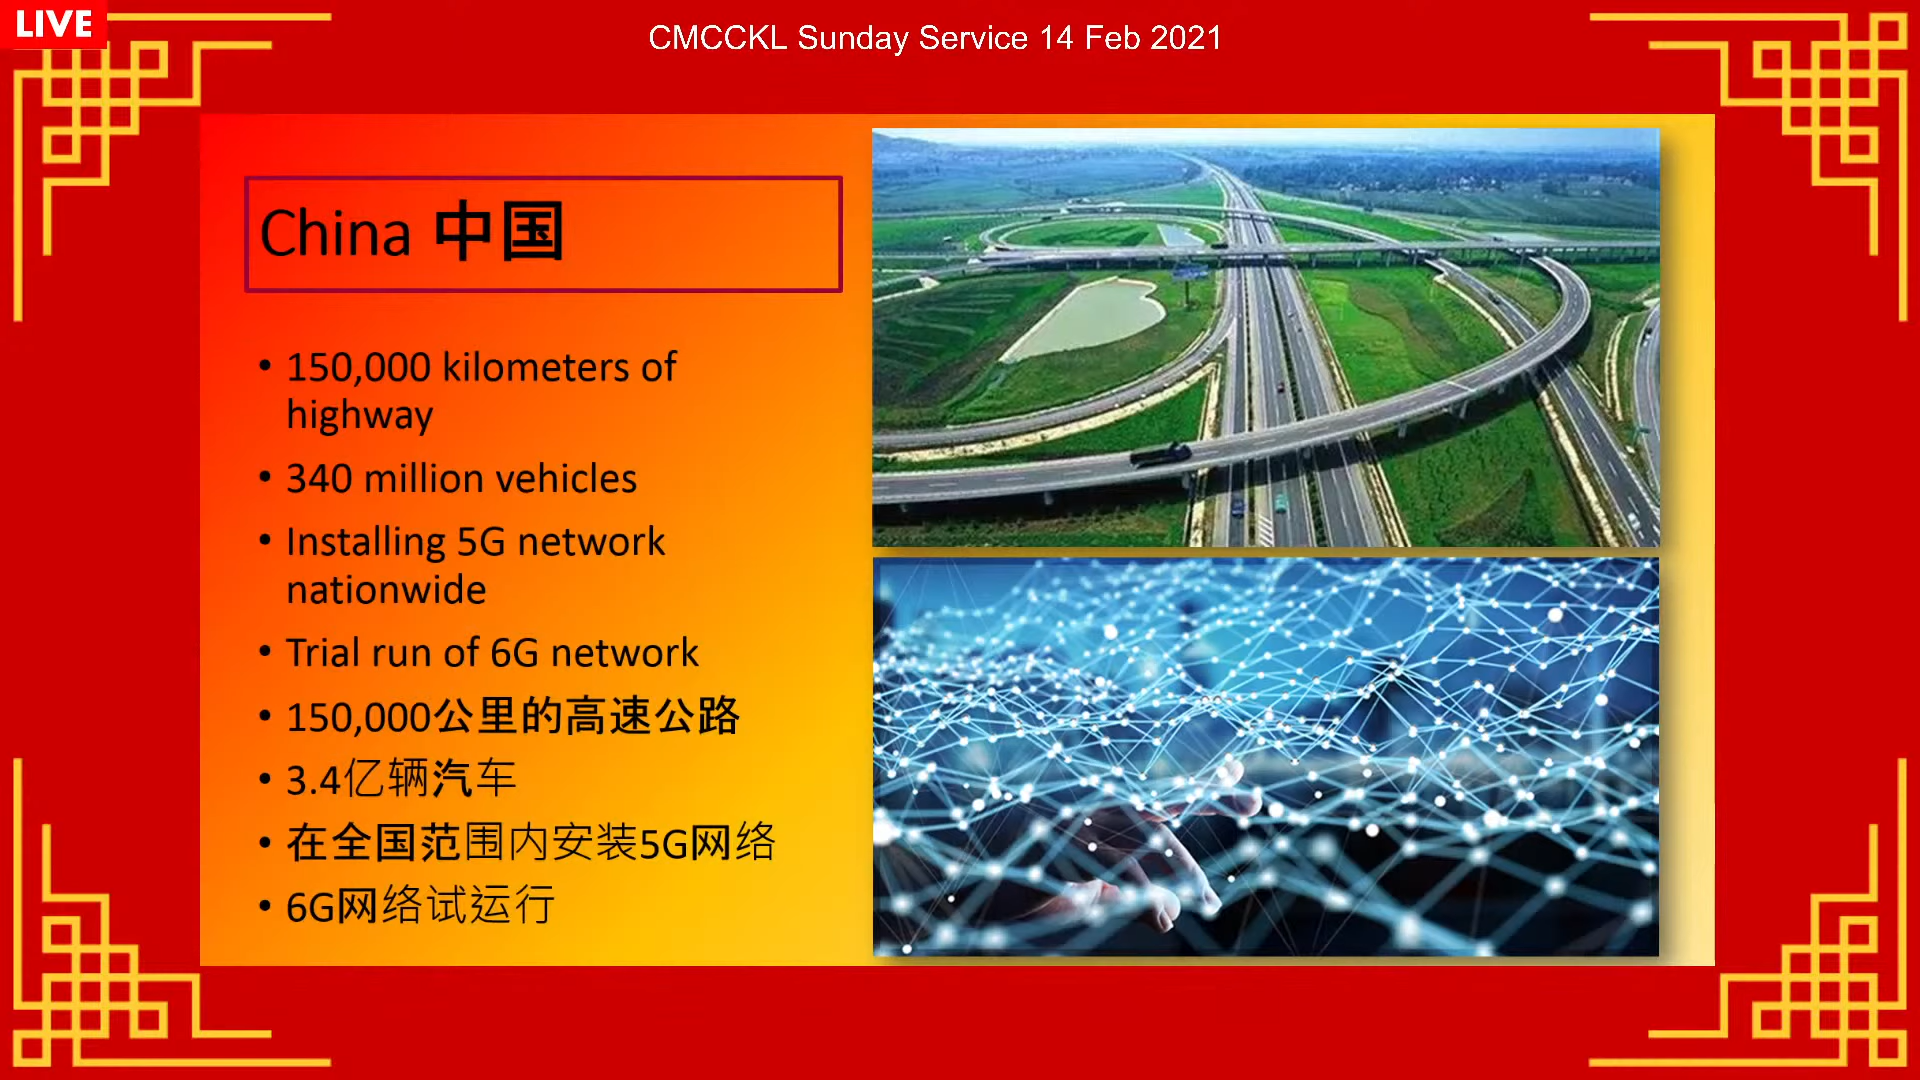 LIVE
CMCCKL Sunday Service 14 Feb 2021
China 中国
• 150,000 kilometers of
highway
• 340 million vehicles
• Installing 5G network
nationwide
• Trial run of 6G network
• 150,000公里的高速公路
• 3.4亿辆汽车
• 在全国范围内安装5G网络
• 6G网络试运行